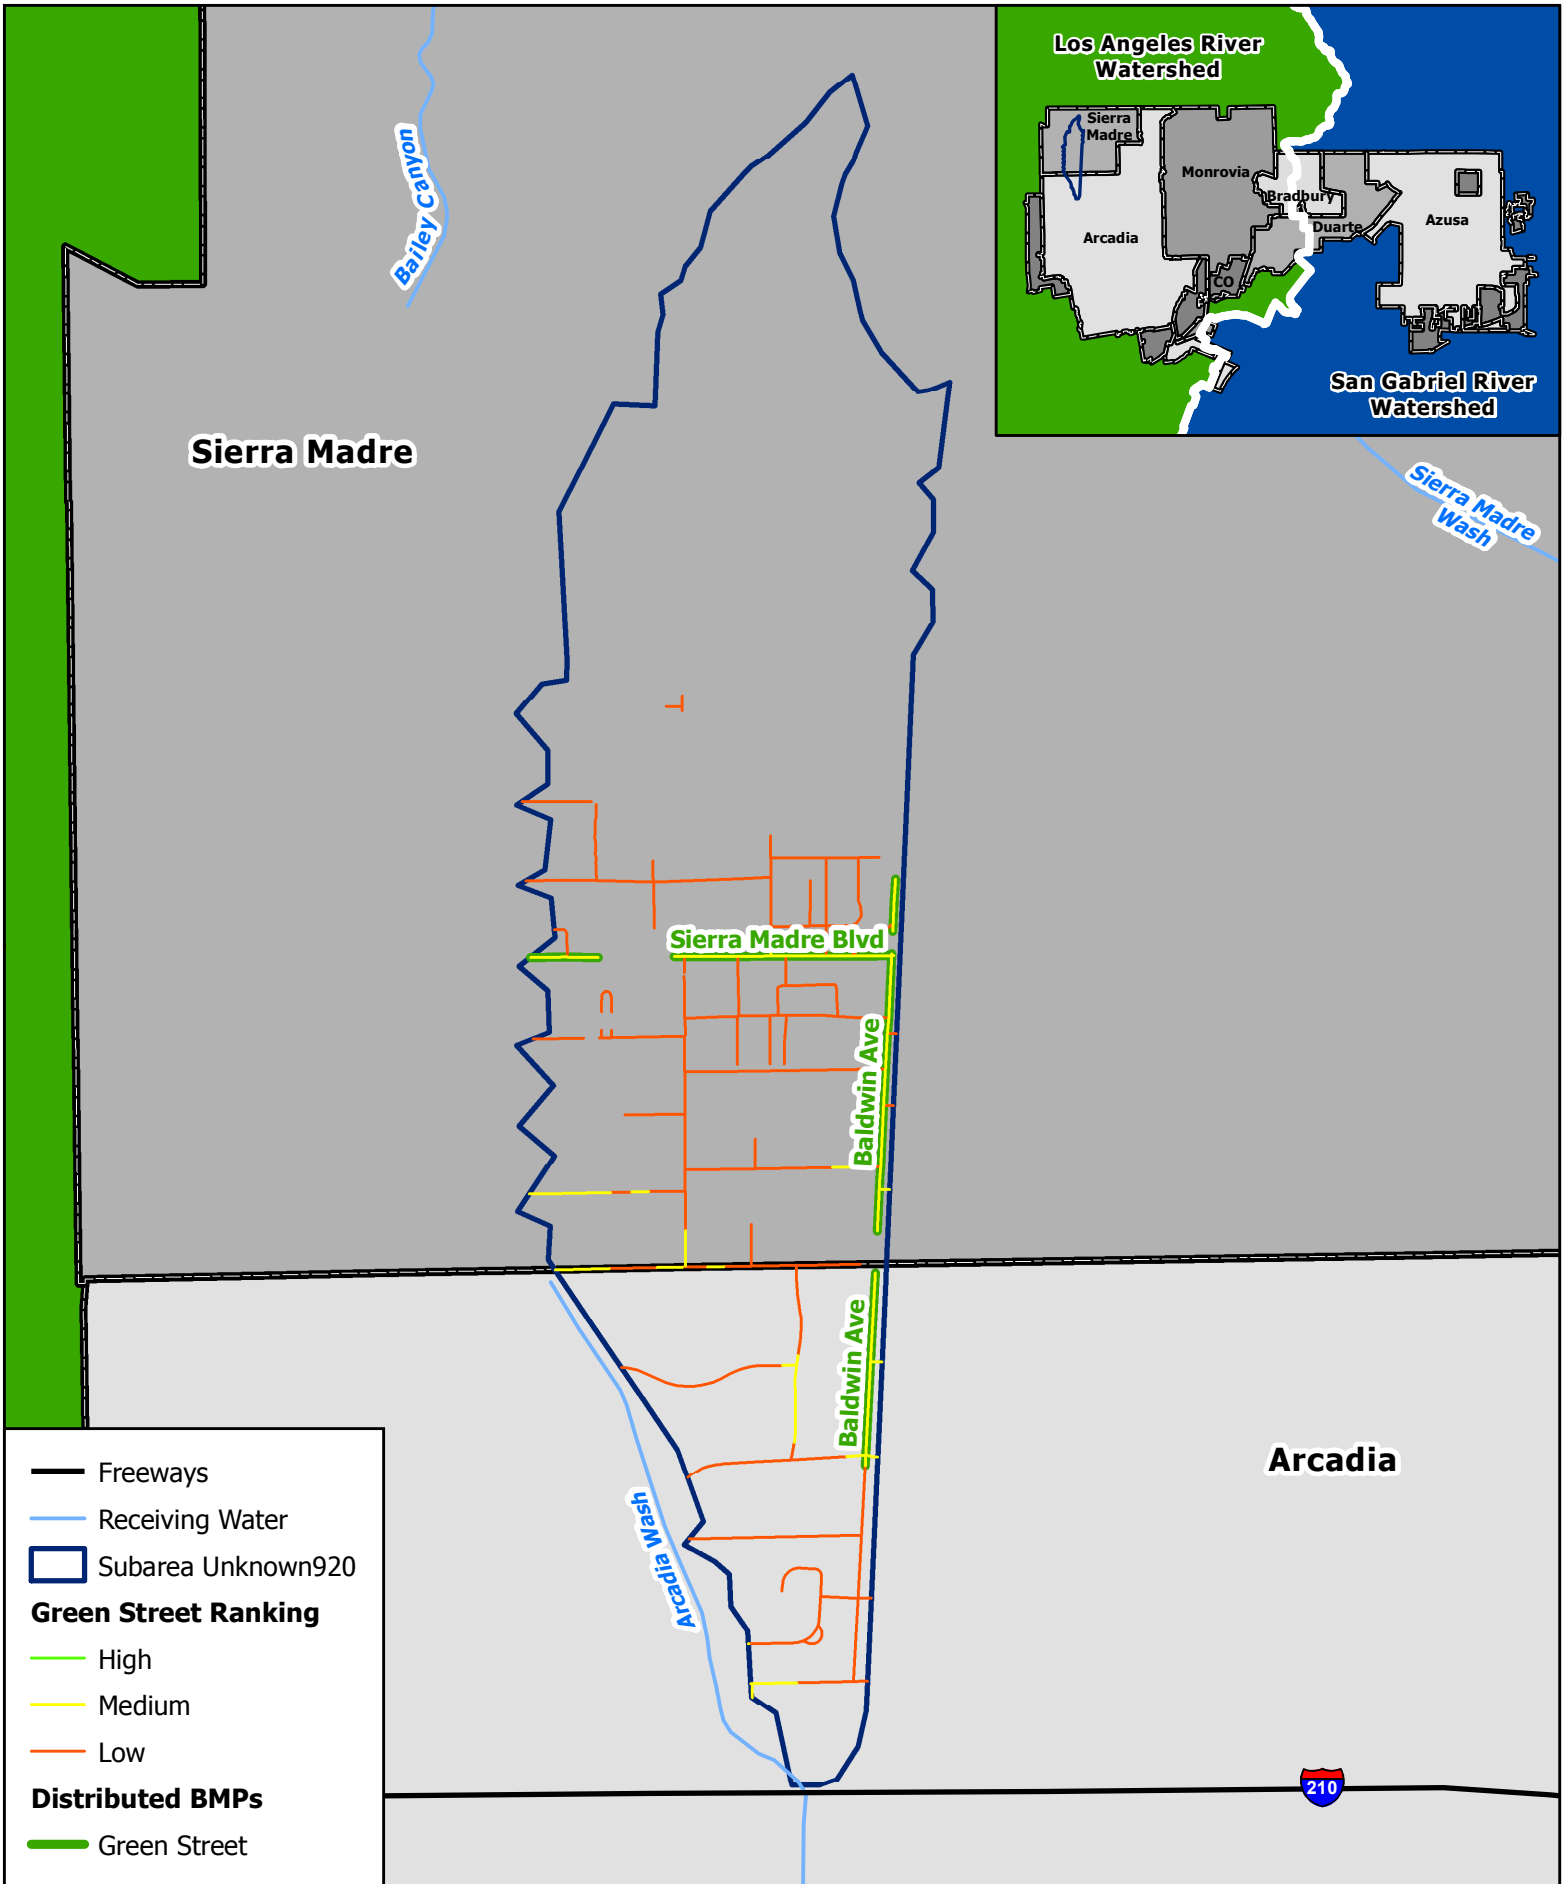 Los Angeles River
Watershed
Sierra
Madre
Monrovia
Bradbury
Duarte
Azusa
Arcadia
CO
San Gabriel River
Watershed
Bailey Canyon
Sierra Madre
Sierra Madre
Wash
Sierra Madre Blvd
Baldwin Ave
Baldwin Ave
Arcadia
Arcadia Wash
210
Freeways
Receiving Water
Subarea Unknown920
Green Street Ranking
High
Medium
Low
Distributed BMPs
Green Street